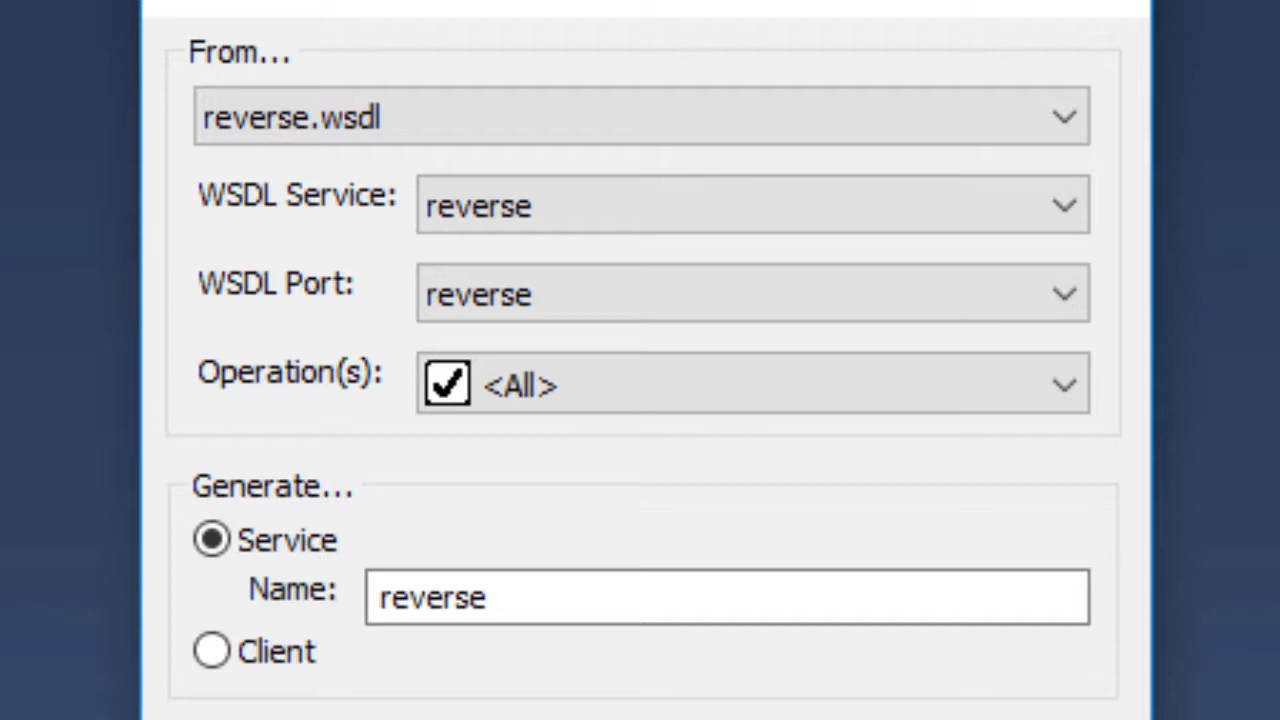 From...
reverse.wsdl
WSDL Service: reverse
WSDL Port: reverse
Operation(s): <All>
Generate...
Service
Name: reverse
Client